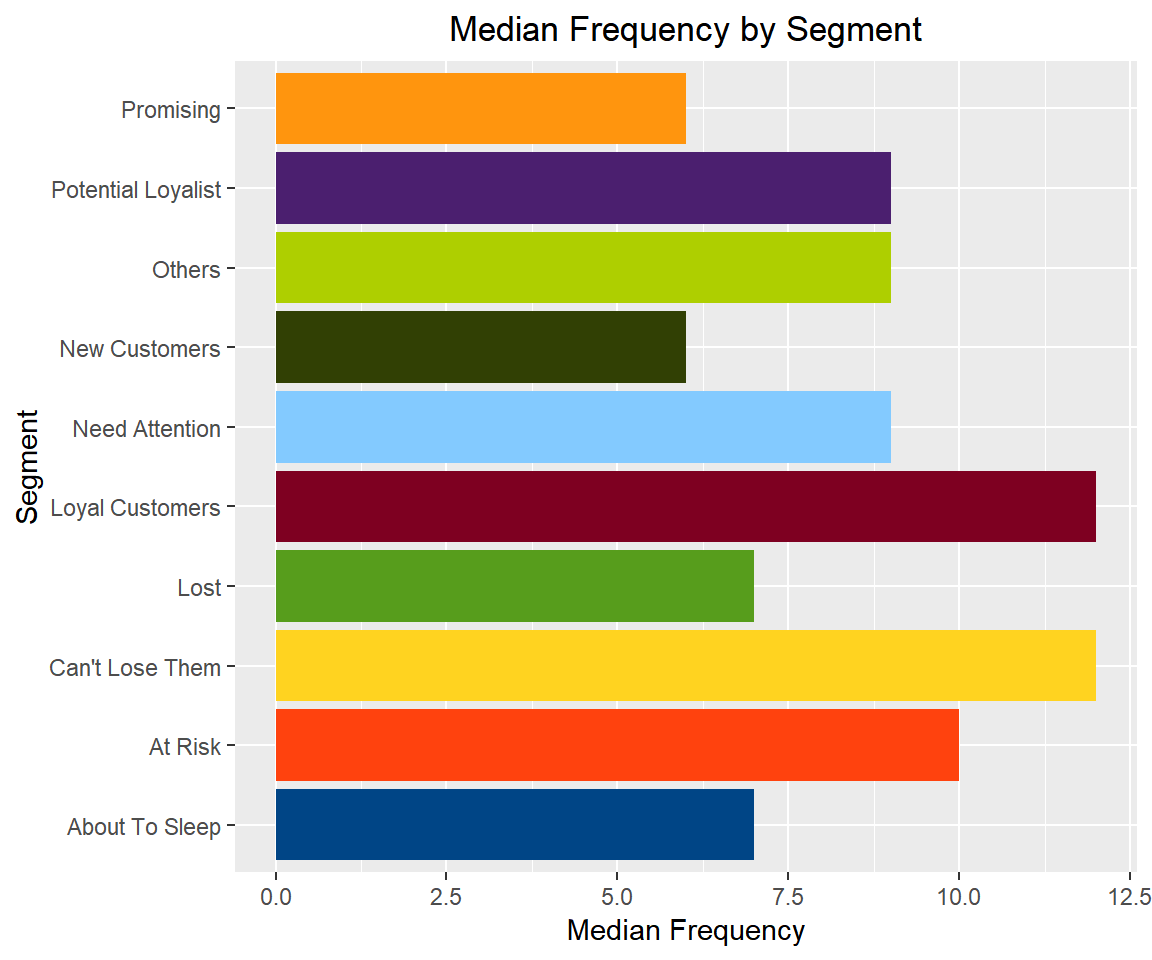 Median Frequency by Segment
Promising
Potential Loyalist
Others
New Customers
Need Attention
Loyal Customers
Lost
Can't Lose Them
At Risk
About To Sleep
Segment
0.0 2.5 5.0 7.5 10.0 12.5
Median Frequency